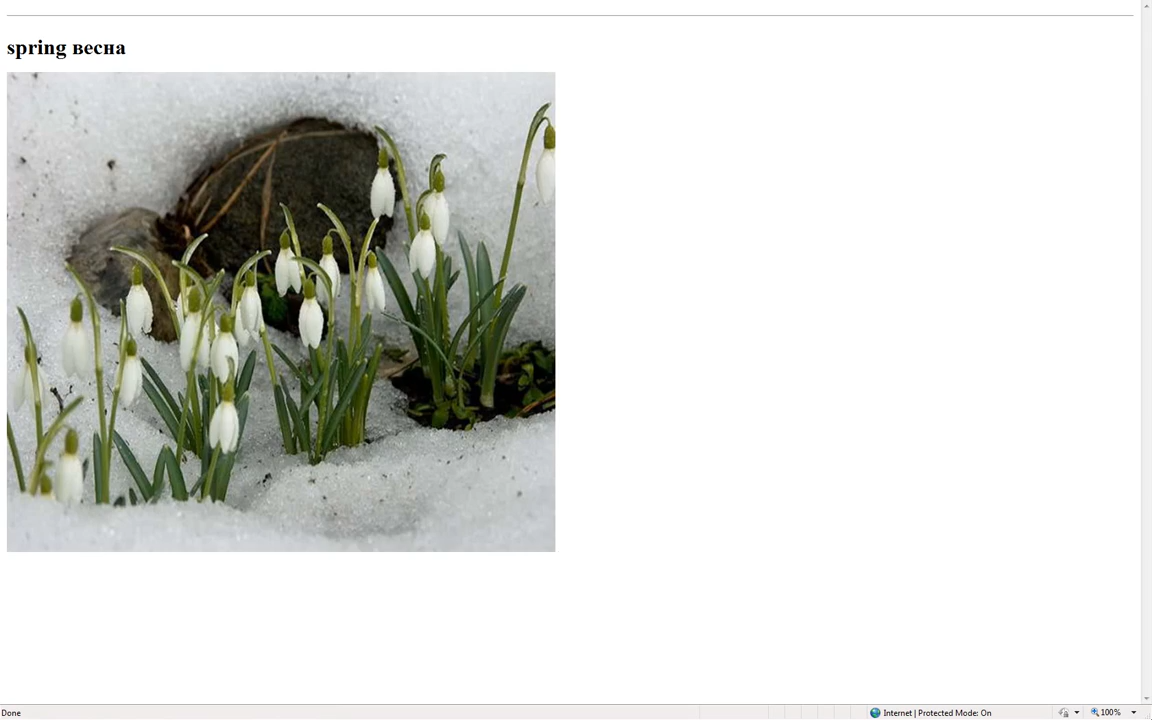 spring весна
Done
Internet | Protected Mode: On
100%